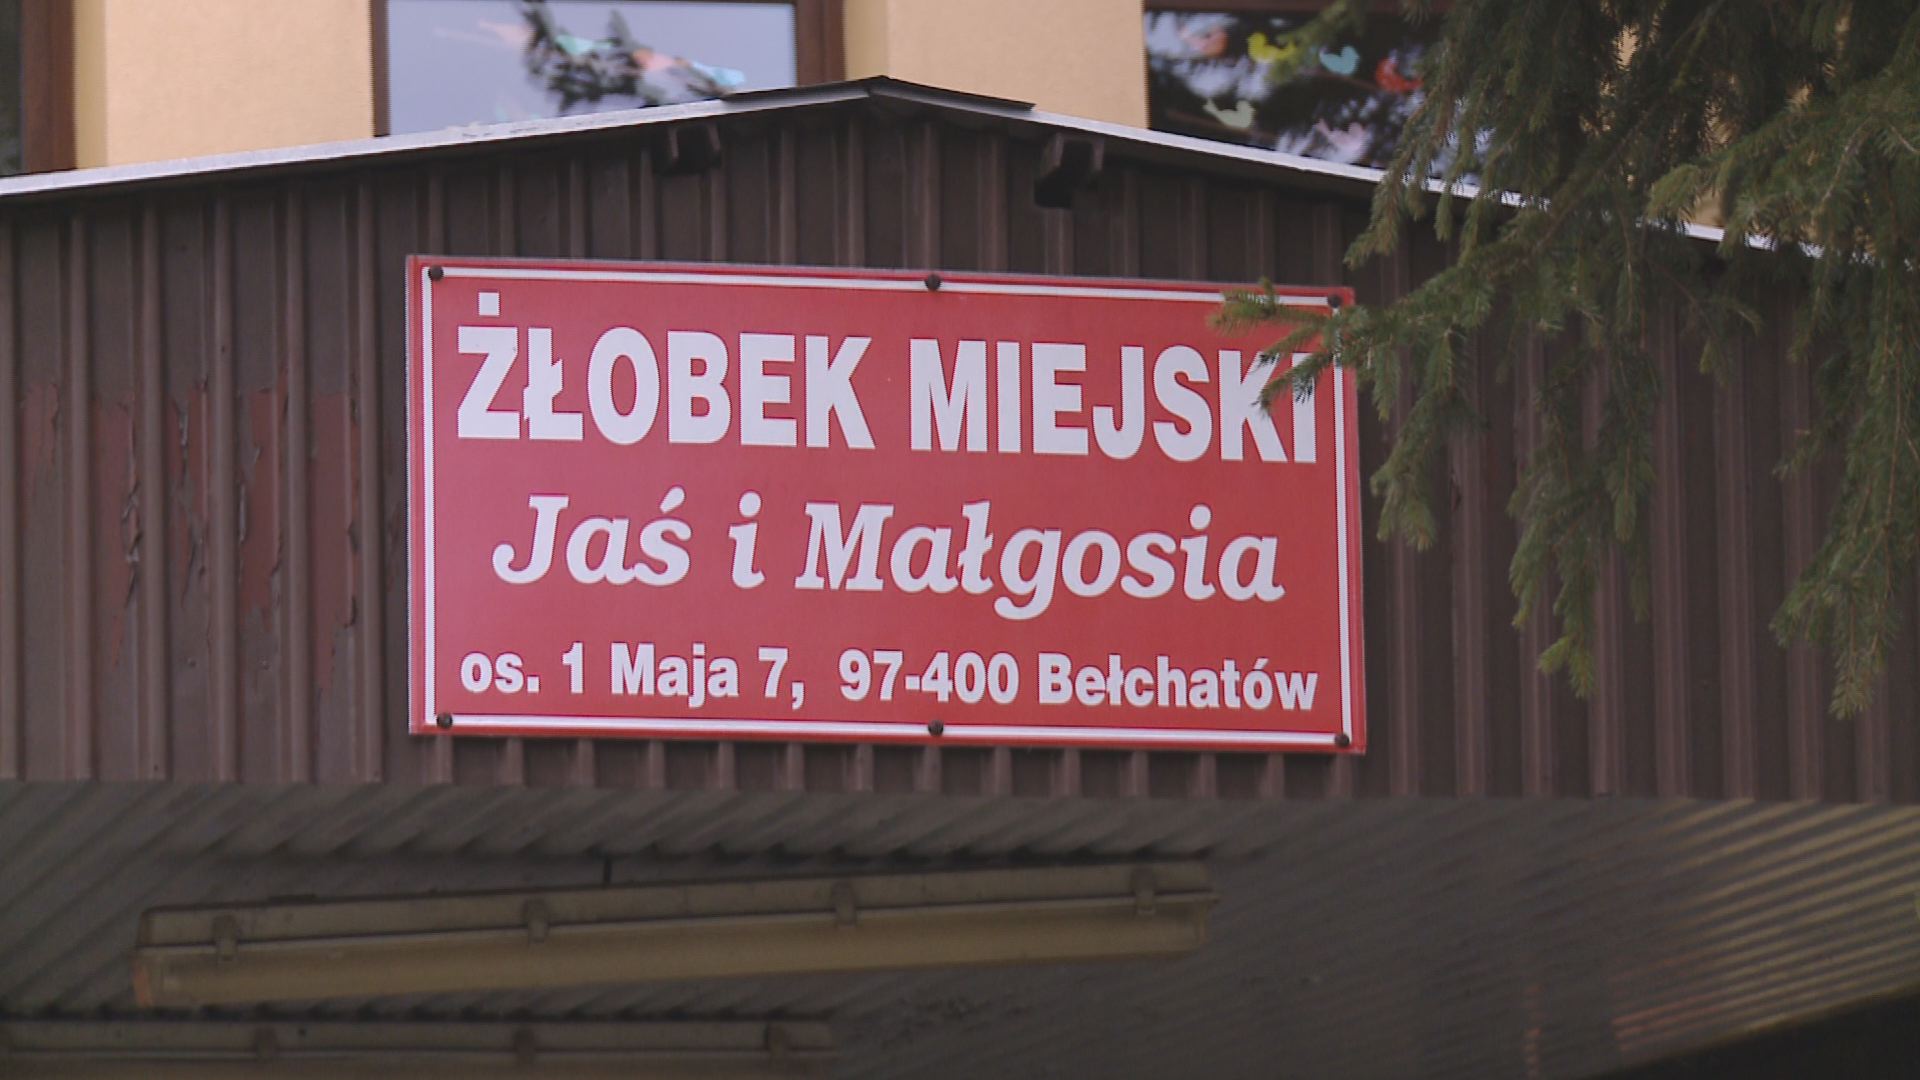 ŻŁOBEK MIEJSKI
Jaś i Małgosia
os. 1 Maja 7, 97-400 Bełchatów